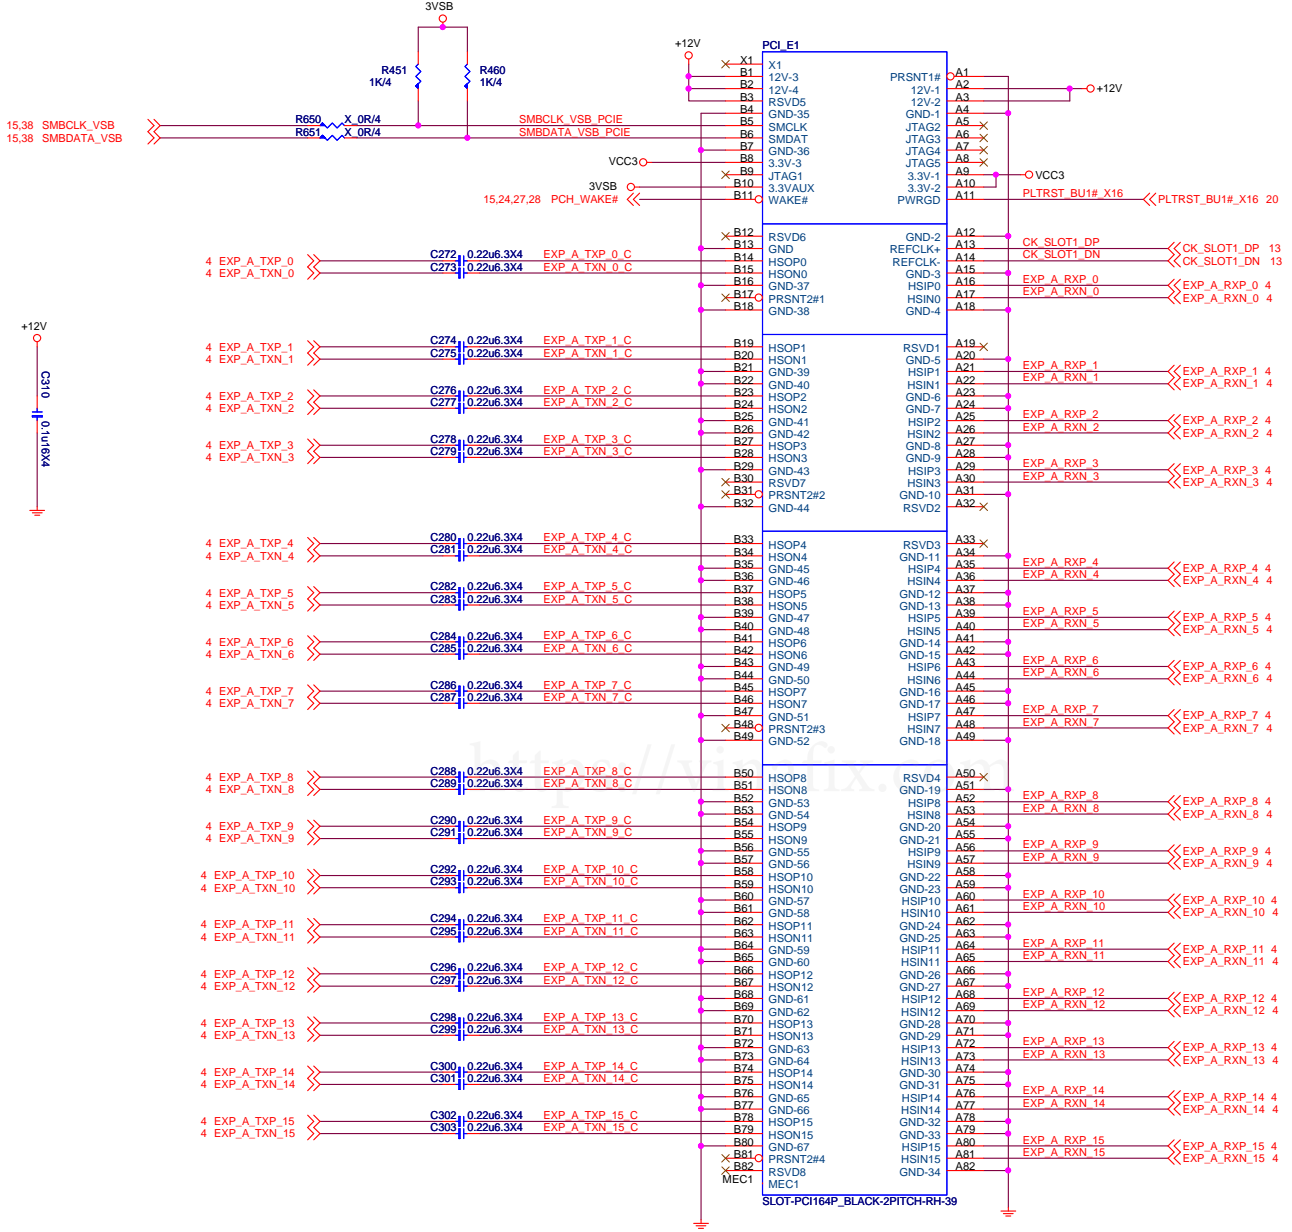 3VSB
R451
1K/4
R460
1K/4
+12V
PCI_E1
15,38 SMBCLK_VSB
15,38 SMBDATA_VSB
R650 X_0R/4
R651 X_0R/4
SMBCLK_VSB_PCIE
SMBDATA_VSB_PCIE
VCC3
3VSB
15,24,27,28 PCH_WAKE#
+12V
VCC3
PLTRST_BU1#_X16
PLTRST_BU1#_X16 20
X1 X1
B1 12V-3 PRSNT1# A1
B2 12V-4 12V-1 A2
B3 RSVD5 12V-2 A3
B4 GND-35 GND-1 A4
B5 SMCLK JTAG2 A5
B6 SMDAT JTAG3 A6
B7 GND-36 JTAG4 A7
B8 3.3V-3 JTAG5 A8
B9 JTAG1 3.3V-1 A9
B10 3.3VAUX 3.3V-2 A10
B11 WAKE# PWRGD A11
B12 RSVD6 GND-2 A12
B13 GND REFCLK+ A13 CK_SLOT1_DP CK_SLOT1_DP 13
4 EXP_A_TXP_0 C272 0.22u6.3X4 EXP_A_TXP_0_C B14 HSOP0 REFCLK- A14 CK_SLOT1_DN CK_SLOT1_DN 13
4 EXP_A_TXN_0 C273 0.22u6.3X4 EXP_A_TXN_0_C B15 HSON0 GND-3 A15
B16 GND-37 HSIP0 A16 EXP_A_RXP_0 EXP_A_RXP_0 4
B17 PRSNT2#1 HSIN0 A17 EXP_A_RXN_0 EXP_A_RXN_0 4
B18 GND-38 GND-4 A18
+12V
C310
0.1u16X4
4 EXP_A_TXP_1 C274 0.22u6.3X4 EXP_A_TXP_1_C B19 HSOP1 RSVD1 A19
4 EXP_A_TXN_1 C275 0.22u6.3X4 EXP_A_TXN_1_C B20 HSON1 GND-5 A20
B21 GND-39 HSIP1 A21 EXP_A_RXP_1 EXP_A_RXP_1 4
B22 GND-40 HSIN1 A22 EXP_A_RXN_1 EXP_A_RXN_1 4
4 EXP_A_TXP_2 C276 0.22u6.3X4 EXP_A_TXP_2_C B23 HSOP2 GND-6 A23
4 EXP_A_TXN_2 C277 0.22u6.3X4 EXP_A_TXN_2_C B24 HSON2 GND-7 A24
B25 GND-41 HSIP2 A25 EXP_A_RXP_2 EXP_A_RXP_2 4
B26 GND-42 HSIN2 A26 EXP_A_RXN_2 EXP_A_RXN_2 4
4 EXP_A_TXP_3 C278 0.22u6.3X4 EXP_A_TXP_3_C B27 HSOP3 GND-8 A27
4 EXP_A_TXN_3 C279 0.22u6.3X4 EXP_A_TXN_3_C B28 HSON3 GND-9 A28
B29 GND-43 HSIP3 A29 EXP_A_RXP_3 EXP_A_RXP_3 4
B30 RSVD7 HSIN3 A30 EXP_A_RXN_3 EXP_A_RXN_3 4
B31 PRSNT2#2 GND-10 A31
B32 GND-44 RSVD2 A32
4 EXP_A_TXP_4 C280 0.22u6.3X4 EXP_A_TXP_4_C B33 HSOP4 RSVD3 A33
4 EXP_A_TXN_4 C281 0.22u6.3X4 EXP_A_TXN_4_C B34 HSON4 GND-11 A34
B35 GND-45 HSIP4 A35 EXP_A_RXP_4 EXP_A_RXP_4 4
B36 GND-46 HSIN4 A36 EXP_A_RXN_4 EXP_A_RXN_4 4
4 EXP_A_TXP_5 C282 0.22u6.3X4 EXP_A_TXP_5_C B37 HSOP5 GND-12 A37
4 EXP_A_TXN_5 C283 0.22u6.3X4 EXP_A_TXN_5_C B38 HSON5 GND-13 A38
B39 GND-47 HSIP5 A39 EXP_A_RXP_5 EXP_A_RXP_5 4
B40 GND-48 HSIN5 A40 EXP_A_RXN_5 EXP_A_RXN_5 4
4 EXP_A_TXP_6 C284 0.22u6.3X4 EXP_A_TXP_6_C B41 HSOP6 GND-14 A41
4 EXP_A_TXN_6 C285 0.22u6.3X4 EXP_A_TXN_6_C B42 HSON6 GND-15 A42
B43 GND-49 HSIP6 A43 EXP_A_RXP_6 EXP_A_RXP_6 4
B44 GND-50 HSIN6 A44 EXP_A_RXN_6 EXP_A_RXN_6 4
4 EXP_A_TXP_7 C286 0.22u6.3X4 EXP_A_TXP_7_C B45 HSOP7 GND-16 A45
4 EXP_A_TXN_7 C287 0.22u6.3X4 EXP_A_TXN_7_C B46 HSON7 GND-17 A46
B47 GND-51 HSIP7 A47 EXP_A_RXP_7 EXP_A_RXP_7 4
B48 PRSNT2#3 HSIN7 A48 EXP_A_RXN_7 EXP_A_RXN_7 4
B49 GND-52 GND-18 A49
https://vinafix.com
4 EXP_A_TXP_8 C288 0.22u6.3X4 EXP_A_TXP_8_C B50 HSOP8 RSVD4 A50
4 EXP_A_TXN_8 C289 0.22u6.3X4 EXP_A_TXN_8_C B51 HSON8 GND-19 A51
B52 GND-53 HSIP8 A52 EXP_A_RXP_8 EXP_A_RXP_8 4
B53 GND-54 HSIN8 A53 EXP_A_RXN_8 EXP_A_RXN_8 4
4 EXP_A_TXP_9 C290 0.22u6.3X4 EXP_A_TXP_9_C B54 HSOP9 GND-20 A54
4 EXP_A_TXN_9 C291 0.22u6.3X4 EXP_A_TXN_9_C B55 HSON9 GND-21 A55
B56 GND-55 HSIP9 A56 EXP_A_RXP_9 EXP_A_RXP_9 4
B57 GND-56 HSIN9 A57 EXP_A_RXN_9 EXP_A_RXN_9 4
4 EXP_A_TXP_10 C292 0.22u6.3X4 EXP_A_TXP_10_C B58 HSOP10 GND-22 A58
4 EXP_A_TXN_10 C293 0.22u6.3X4 EXP_A_TXN_10_C B59 HSON10 GND-23 A59
B60 GND-57 HSIP10 A60 EXP_A_RXP_10 EXP_A_RXP_10 4
B61 GND-58 HSIN10 A61 EXP_A_RXN_10 EXP_A_RXN_10 4
4 EXP_A_TXP_11 C294 0.22u6.3X4 EXP_A_TXP_11_C B62 HSOP11 GND-24 A62
4 EXP_A_TXN_11 C295 0.22u6.3X4 EXP_A_TXN_11_C B63 HSON11 GND-25 A63
B64 GND-59 HSIP11 A64 EXP_A_RXP_11 EXP_A_RXP_11 4
B65 GND-60 HSIN11 A65 EXP_A_RXN_11 EXP_A_RXN_11 4
4 EXP_A_TXP_12 C296 0.22u6.3X4 EXP_A_TXP_12_C B66 HSOP12 GND-26 A66
4 EXP_A_TXN_12 C297 0.22u6.3X4 EXP_A_TXN_12_C B67 HSON12 GND-27 A67
B68 GND-61 HSIP12 A68 EXP_A_RXP_12 EXP_A_RXP_12 4
B69 GND-62 HSIN12 A69 EXP_A_RXN_12 EXP_A_RXN_12 4
4 EXP_A_TXP_13 C298 0.22u6.3X4 EXP_A_TXP_13_C B70 HSOP13 GND-28 A70
4 EXP_A_TXN_13 C299 0.22u6.3X4 EXP_A_TXN_13_C B71 HSON13 GND-29 A71
B72 GND-63 HSIP13 A72 EXP_A_RXP_13 EXP_A_RXP_13 4
B73 GND-64 HSIN13 A73 EXP_A_RXN_13 EXP_A_RXN_13 4
4 EXP_A_TXP_14 C300 0.22u6.3X4 EXP_A_TXP_14_C B74 HSOP14 GND-30 A74
4 EXP_A_TXN_14 C301 0.22u6.3X4 EXP_A_TXN_14_C B75 HSON14 GND-31 A75
B76 GND-65 HSIP14 A76 EXP_A_RXP_14 EXP_A_RXP_14 4
B77 GND-66 HSIN14 A77 EXP_A_RXN_14 EXP_A_RXN_14 4
4 EXP_A_TXP_15 C302 0.22u6.3X4 EXP_A_TXP_15_C B78 HSOP15 GND-32 A78
4 EXP_A_TXN_15 C303 0.22u6.3X4 EXP_A_TXN_15_C B79 HSON15 GND-33 A79
B80 GND-67 HSIP15 A80 EXP_A_RXP_15 EXP_A_RXP_15 4
B81 PRSNT2#4 HSIN15 A81 EXP_A_RXN_15 EXP_A_RXN_15 4
B82 RSVD8 GND-34 A82
MEC1 MEC1
SLOT-PCI164P_BLACK-2PITCH-RH-39